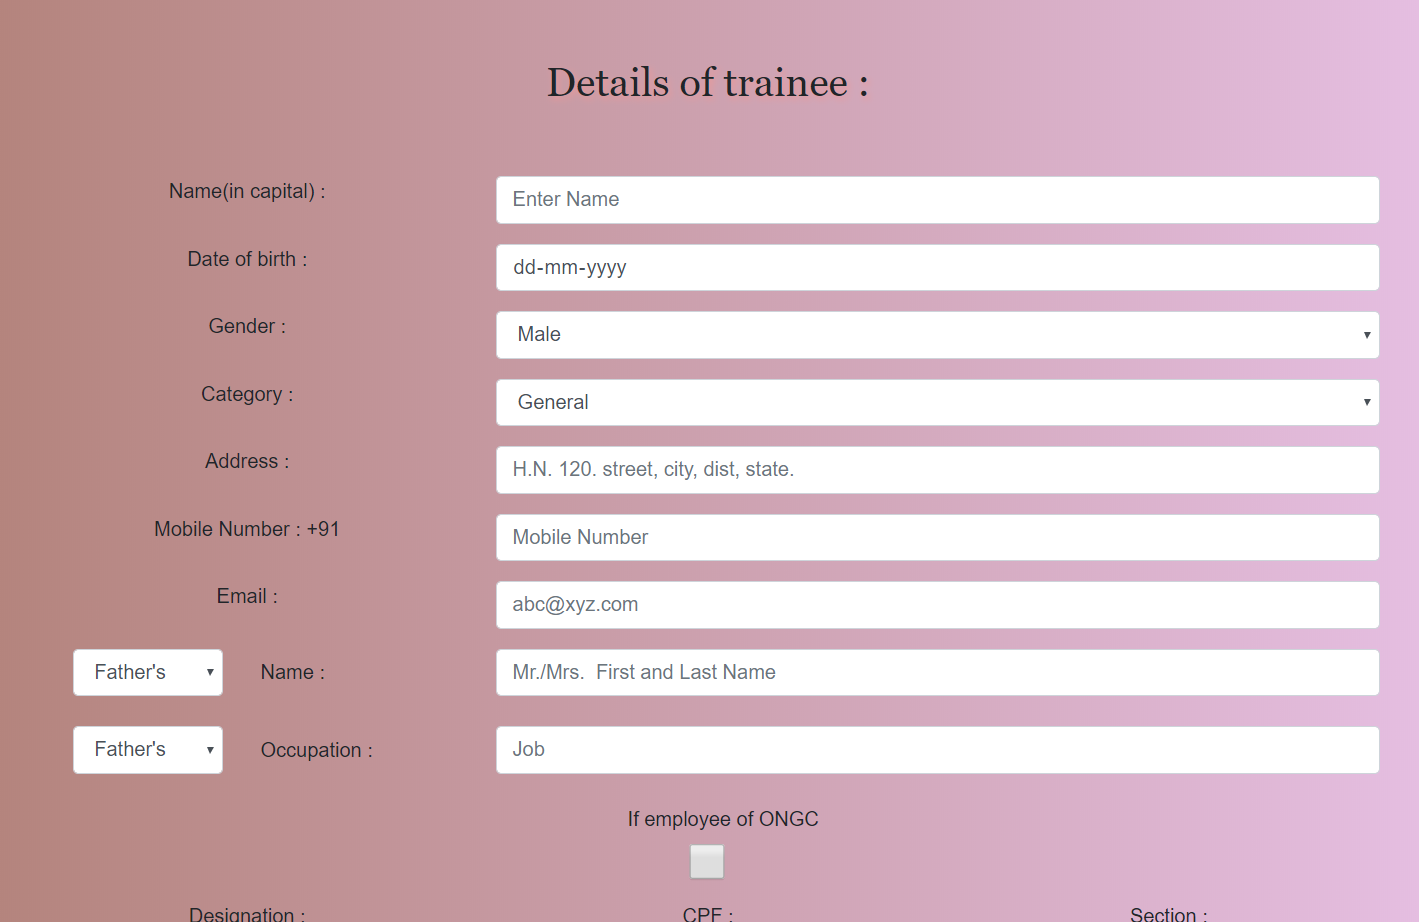 Details of trainee :
Name(in capital) : Enter Name
Date of birth : dd-mm-yyyy
Gender : Male
Category : General
Address : H.N. 120. street, city, dist, state.
Mobile Number : +91 Mobile Number
Email : abc@xyz.com
Father's Name : Mr./Mrs.  First and Last Name
Father's Occupation : Job
If employee of ONGC
Designation : CPF : Section :